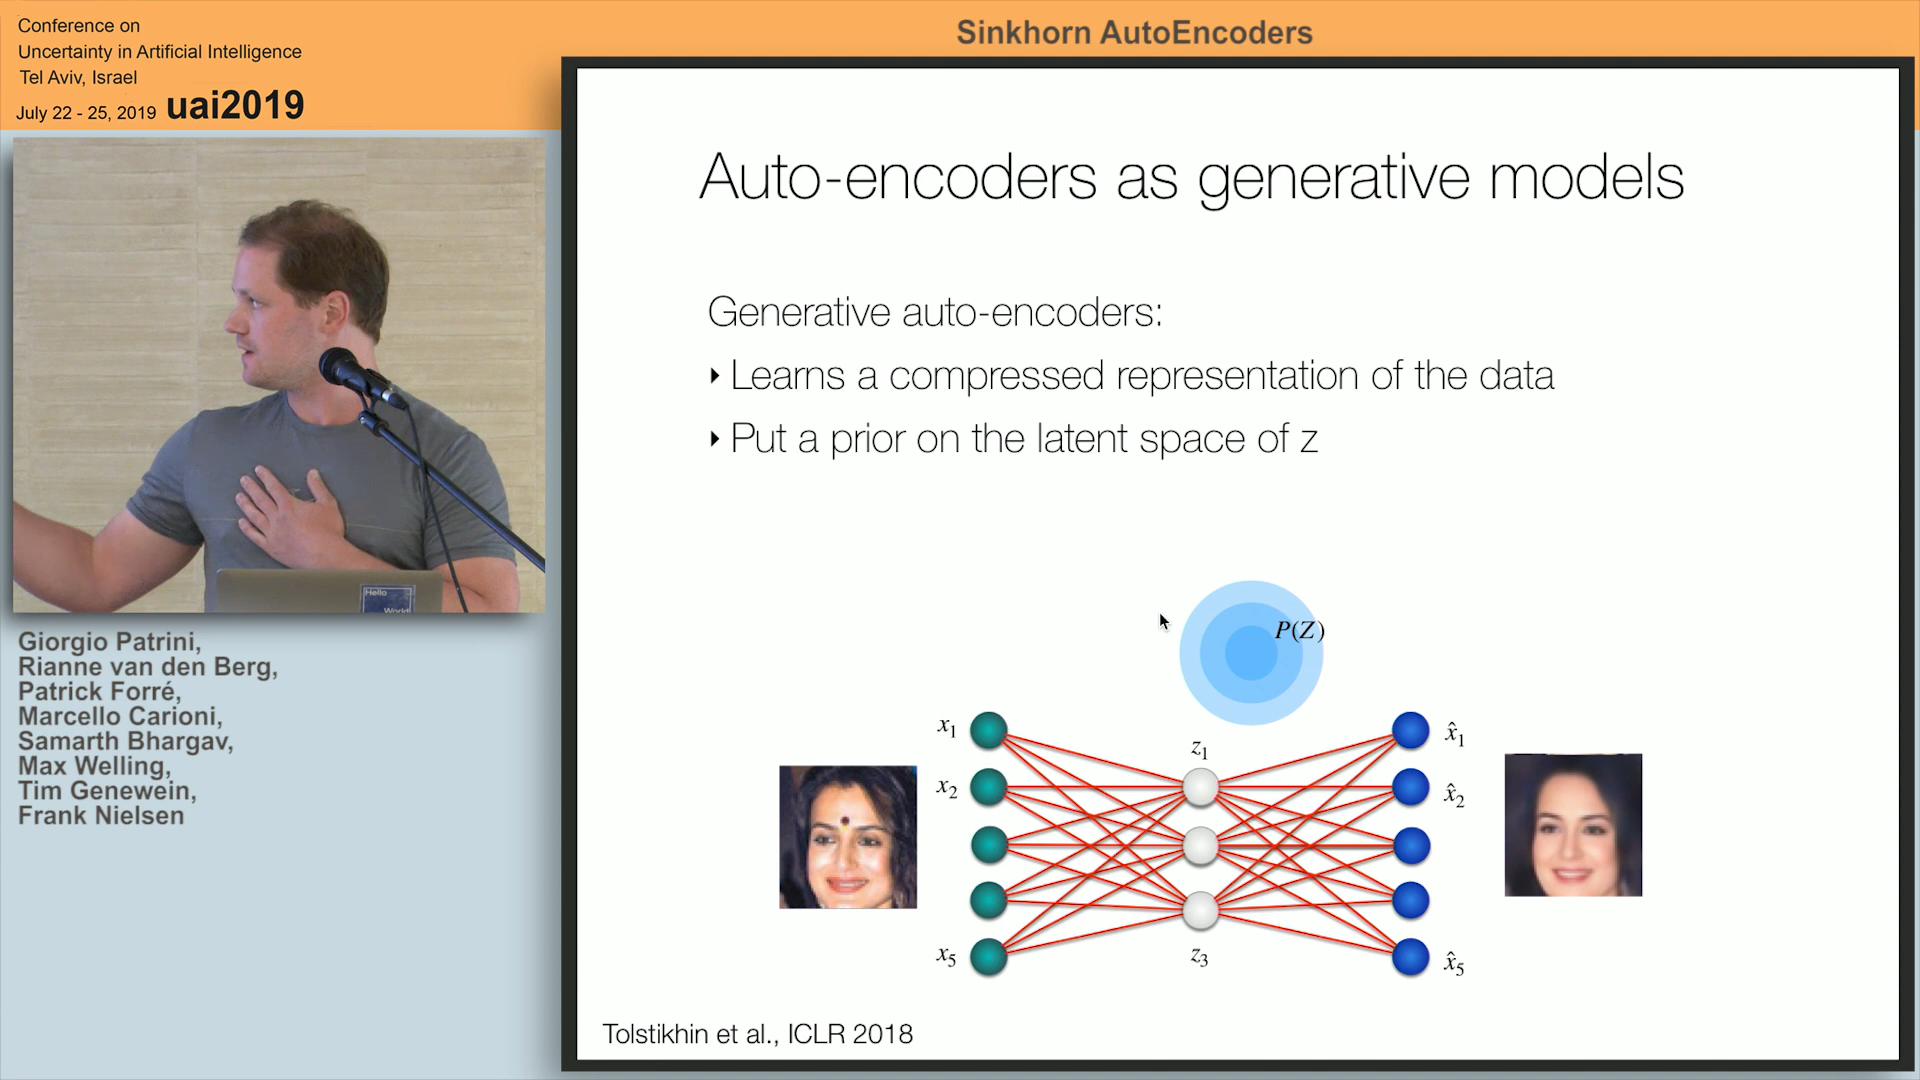 Conference on
Uncertainty in Artificial Intelligence
Tel Aviv, Israel
July 22 - 25, 2019 uai2019
Sinkhorn AutoEncoders
Hello
World!
Giorgio Patrini,
Rianne van den Berg,
Patrick Forré,
Marcello Carioni,
Samarth Bhargav,
Max Welling,
Tim Genewein,
Frank Nielsen
Auto-encoders as generative models
Generative auto-encoders:
‣ Learns a compressed representation of the data
‣ Put a prior on the latent space of z
P(Z)
x₁
x₂
x₅
z₁
z₃
x̂₁
x̂₂
x̂₅
Tolstikhin et al., ICLR 2018